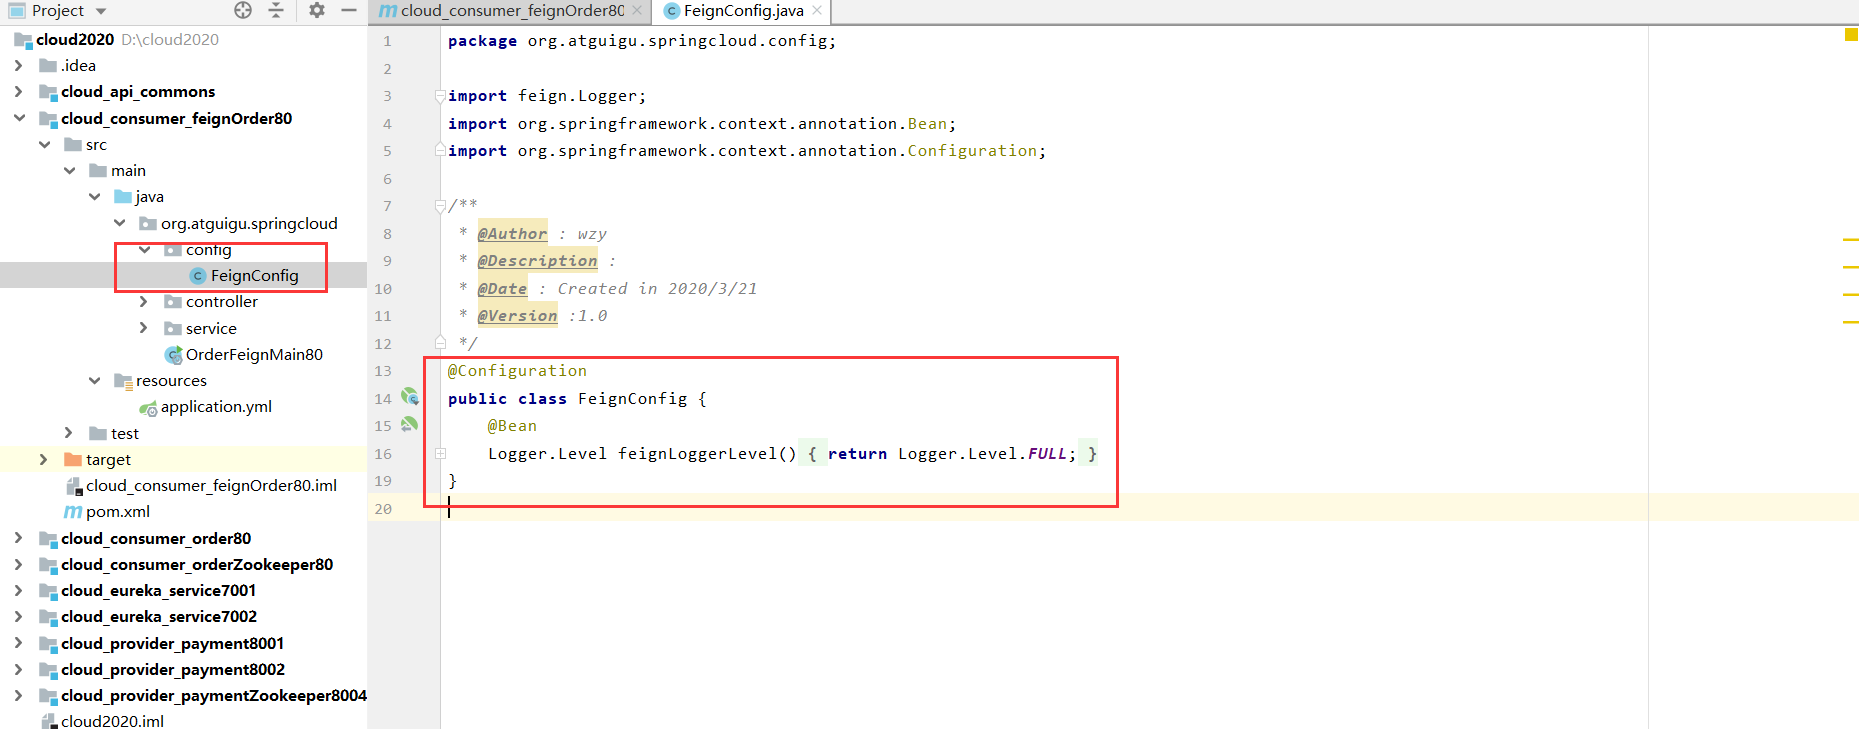 Project
cloud2020 D:\cloud2020
.idea
cloud_api_commons
cloud_consumer_feignOrder80
src
main
java
org.atguigu.springcloud
config
FeignConfig
controller
service
OrderFeignMain80
resources
application.yml
test
target
cloud_consumer_feignOrder80.iml
pom.xml
cloud_consumer_order80
cloud_consumer_orderZookeeper80
cloud_eureka_service7001
cloud_eureka_service7002
cloud_provider_payment8001
cloud_provider_payment8002
cloud_provider_paymentZookeeper8004
cloud2020.iml
cloud_consumer_feignOrder80 FeignConfig.java
1 package org.atguigu.springcloud.config;
2
3 import feign.Logger;
4 import org.springframework.context.annotation.Bean;
5 import org.springframework.context.annotation.Configuration;
6
7 /**
8 * @Author : wzy
9 * @Description :
10 * @Date : Created in 2020/3/21
11 * @Version :1.0
12 */
13 @Configuration
14 public class FeignConfig {
15 @Bean
16 Logger.Level feignLoggerLevel() { return Logger.Level.FULL; }
19 }
20